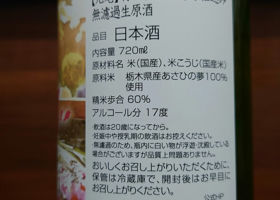 無濾過生原酒
品目 日本酒
内容量 720㎖
原材料名 米(国産)、米こうじ(国産米)
原料米 栃木県産あさひの夢100%
使用
精米歩合 60%
アルコール分 17度
飲酒は20歳になってから。
妊娠中や授乳期の飲酒はお控えください。
無濾過のため、瓶内に白い物が浮遊・沈殿している
場合がございますが品質上問題ありません。
おいしくお召し上がりいただくために、
保管は冷蔵庫で、開封後はお早目に
お召し上がりください。
公式HP